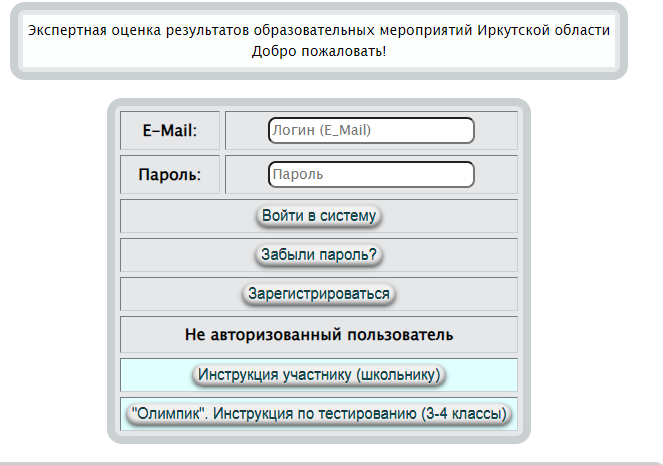 Экспертная оценка результатов образовательных мероприятий Иркутской области
Добро пожаловать!
E-Mail: Логин (E_Mail)
Пароль: Пароль
Войти в систему
Забыли пароль?
Зарегистрироваться
Не авторизованный пользователь
Инструкция участнику (школьнику)
"Олимпик". Инструкция по тестированию (3-4 классы)